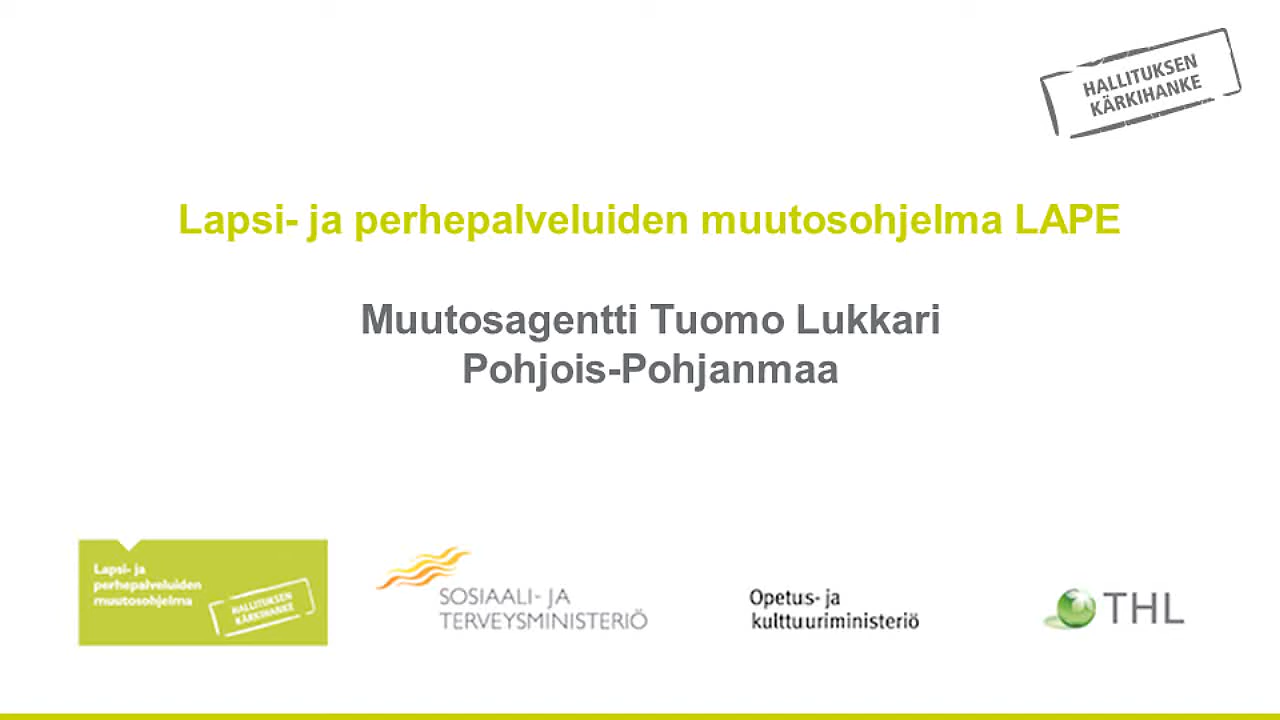 HALLITUKSEN
KÄRKIHANKE
Lapsi- ja perhepalveluiden muutosohjelma LAPE
Muutosagentti Tuomo Lukkari
Pohjois-Pohjanmaa
Lapsi- ja
perhepalveluiden
muutosohjelma
HALLITUKSEN
KÄRKIHANKE
SOSIAALI- JA
TERVEYSMINISTERIÖ
Opetus- ja
kulttuuriministeriö
THL